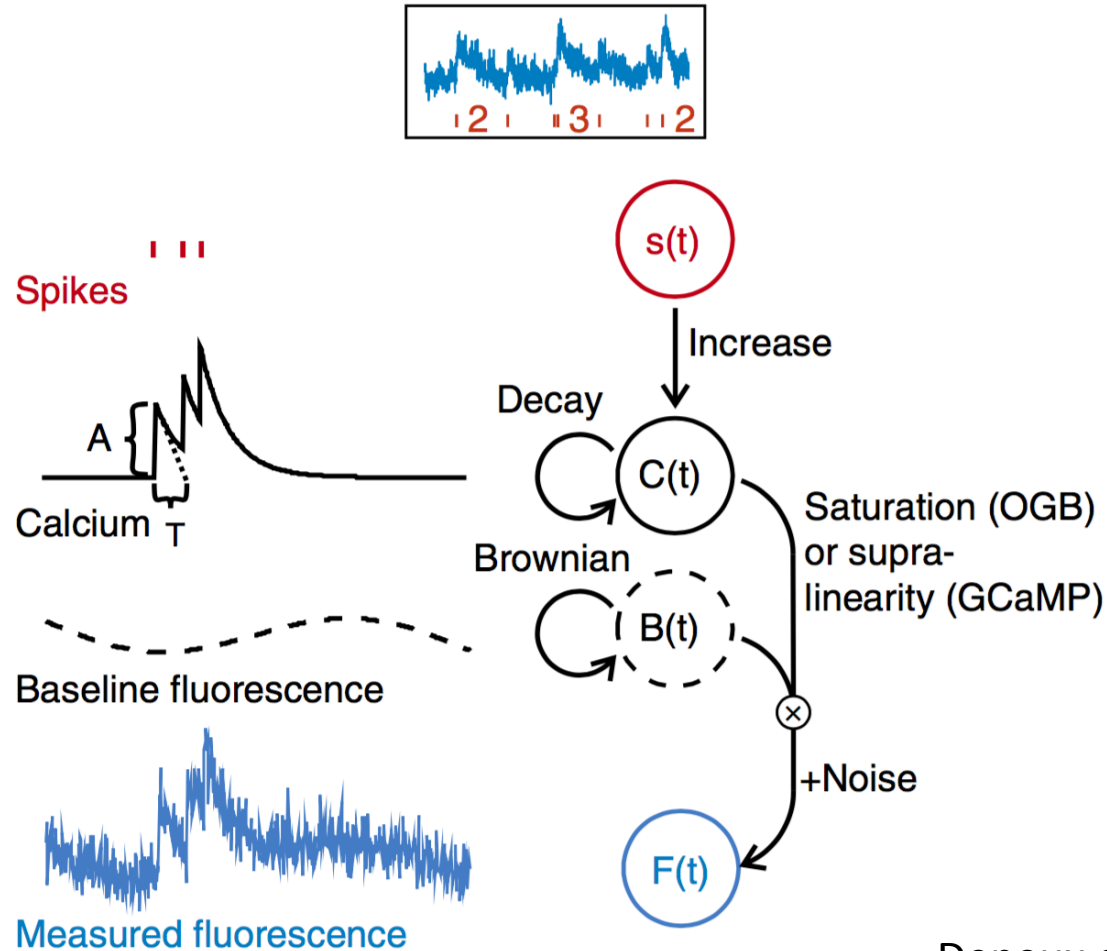 2 3 2
s(t)
Spikes
Increase
Decay
A
C(t)
Saturation (OGB)
or supra-
linearity (GCaMP)
Calcium T
Brownian
B(t)
Baseline fluorescence
×
+Noise
F(t)
Measured fluorescence